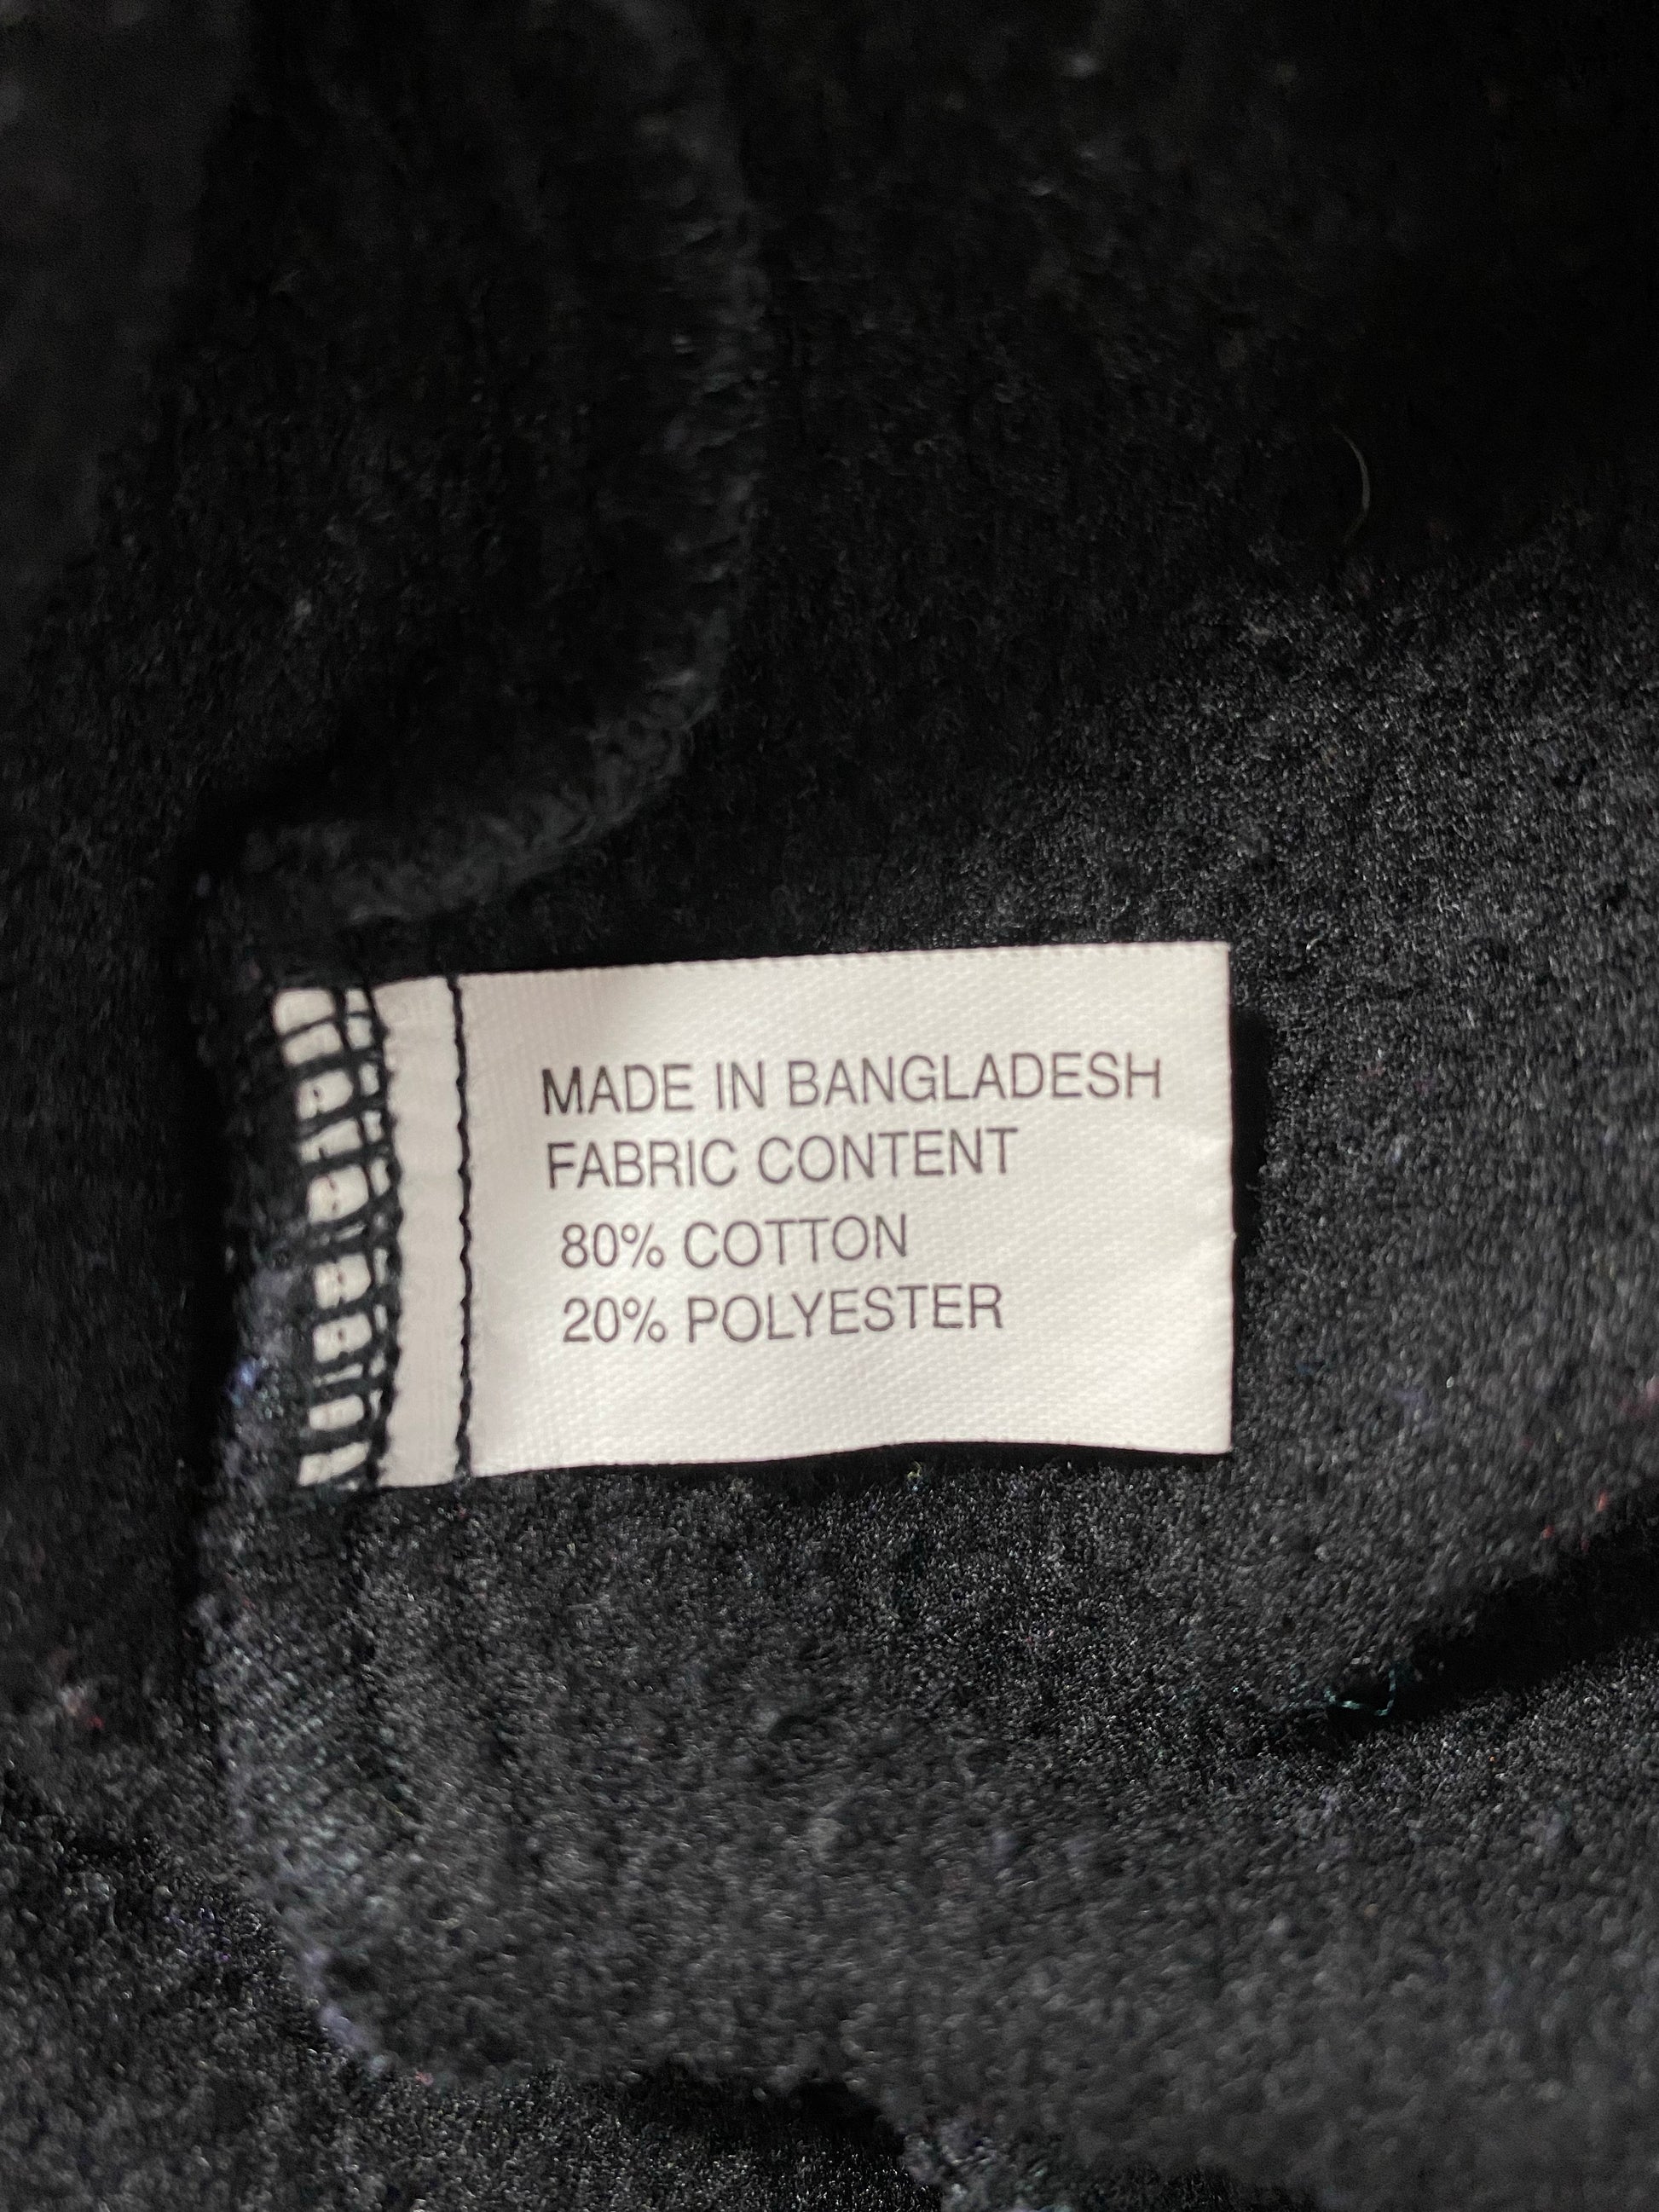 MADE IN BANGLADESH
FABRIC CONTENT
80% COTTON
20% POLYESTER